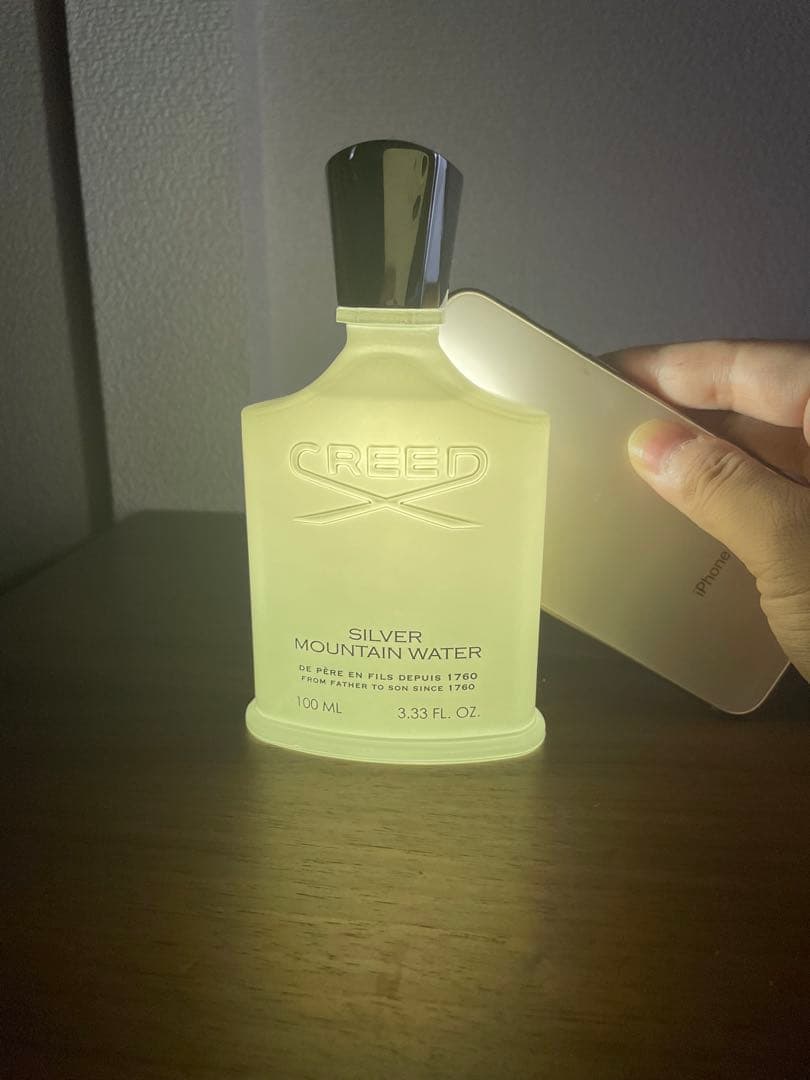 CREED
SILVER
MOUNTAIN WATER
DE PÈRE EN FILS DEPUIS 1760
FROM FATHER TO SON SINCE 1760
100 ML 3.33 FL. OZ.
iPhone